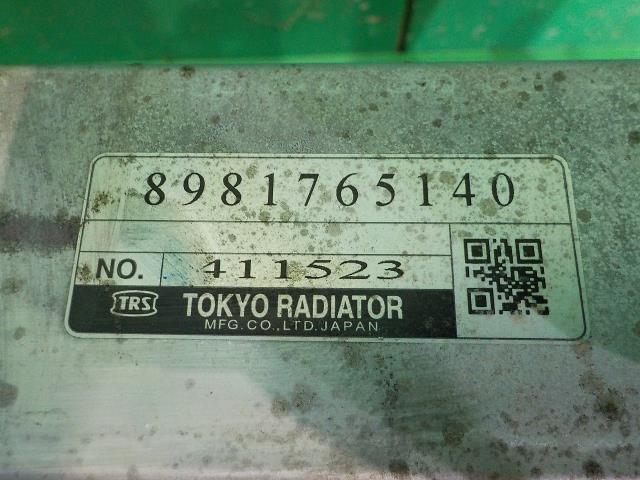 8981765140
NO. 411523
TRS TOKYO RADIATOR
MFG.CO.,LTD.JAPAN